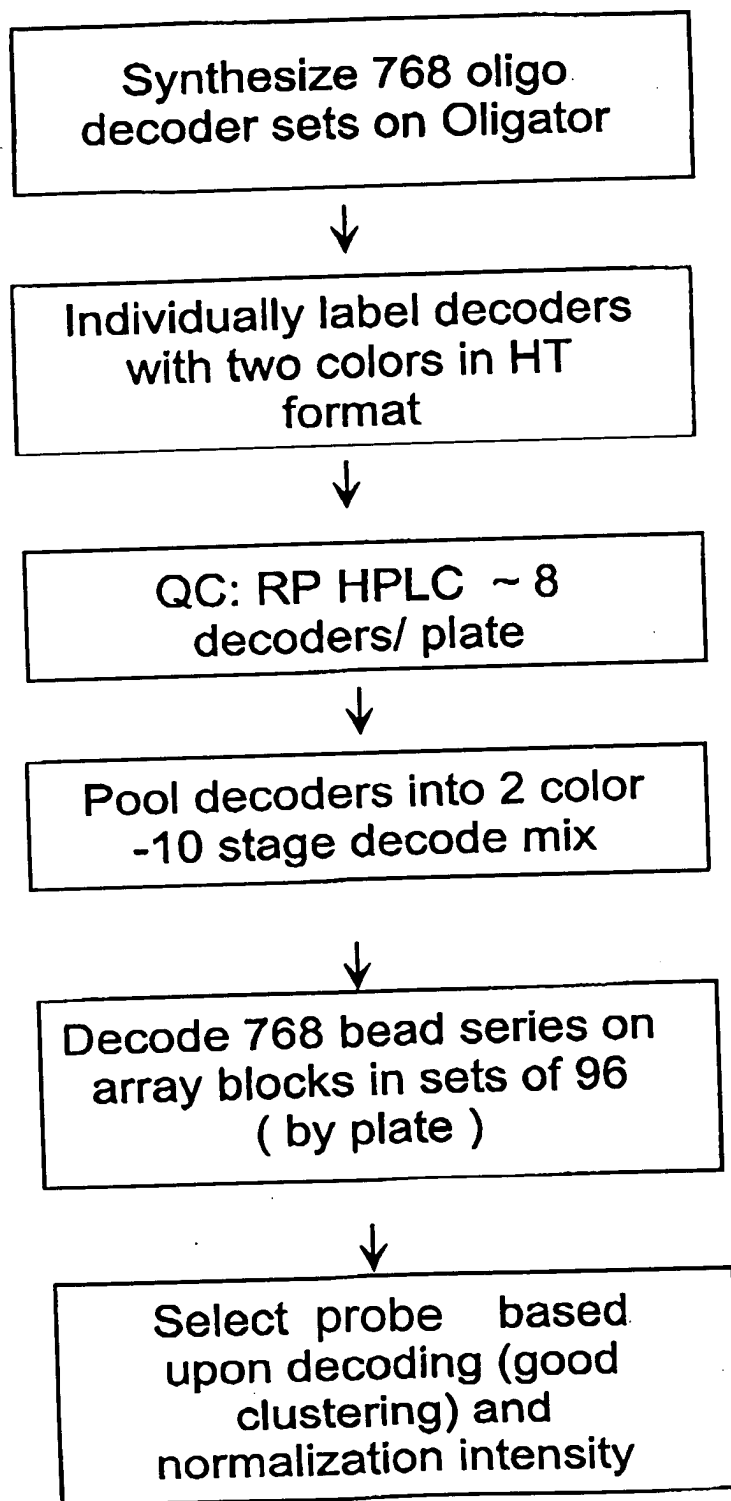 Synthesize 768 oligo
decoder sets on Oligator
Individually label decoders
with two colors in HT
format
QC: RP HPLC ~ 8
decoders/ plate
Pool decoders into 2 color
-10 stage decode mix
Decode 768 bead series on
array blocks in sets of 96
( by plate )
Select probe based
upon decoding (good
clustering) and
normalization intensity